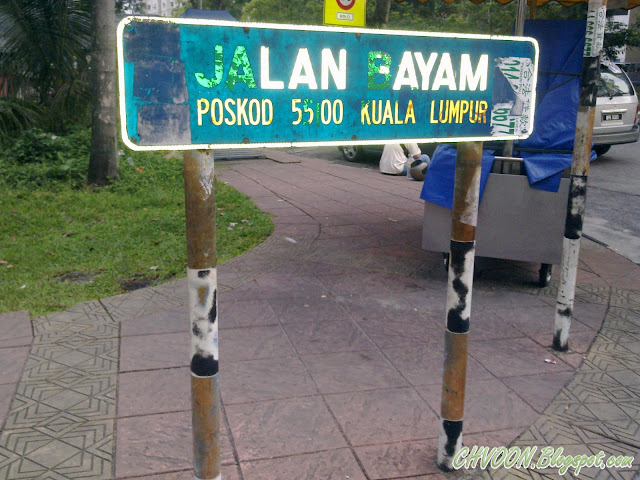 JALAN BAYAM
POSKOD 55100 KUALA LUMPUR
CHVOON.Blogspot.com